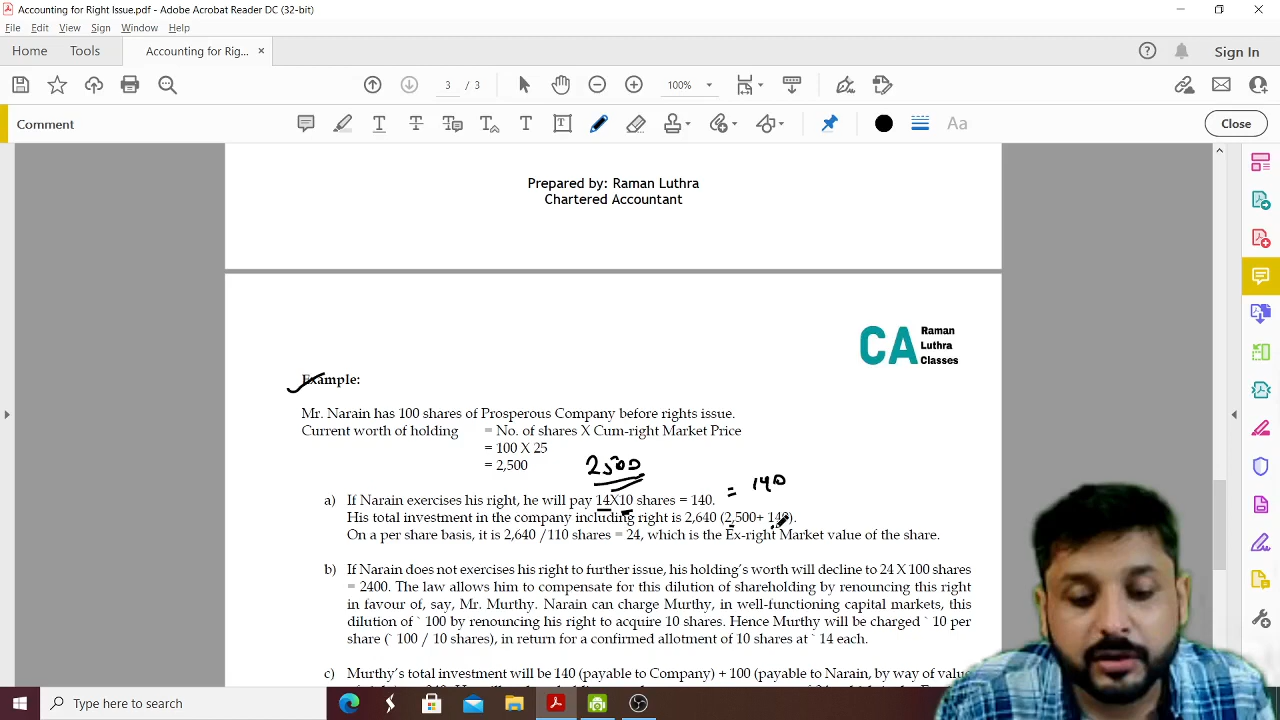 Accounting for Right Issue.pdf - Adobe Acrobat Reader DC (32-bit)
File Edit View Sign Window Help
Home Tools Accounting for Rig... × Sign In
3 / 3 100%
Comment Aa Close
Prepared by: Raman Luthra
Chartered Accountant
CA Raman
Luthra
Classes
Example:
Mr. Narain has 100 shares of Prosperous Company before rights issue.
Current worth of holding = No. of shares X Cum-right Market Price
= 100 X 25
= 2,500
2500
= 140
a) If Narain exercises his right, he will pay 14X10 shares = 140.
His total investment in the company including right is 2,640 (2,500+ 140).
On a per share basis, it is 2,640 /110 shares = 24, which is the Ex-right Market value of the share.
b) If Narain does not exercises his right to further issue, his holding's worth will decline to 24 X 100 shares
= 2400. The law allows him to compensate for this dilution of shareholding by renouncing this right
in favour of, say, Mr. Murthy. Narain can charge Murthy, in well-functioning capital markets, this
dilution of ` 100 by renouncing his right to acquire 10 shares. Hence Murthy will be charged ` 10 per
share (` 100 / 10 shares), in return for a confirmed allotment of 10 shares at ` 14 each.
c) Murthy's total investment will be 140 (payable to Company) + 100 (payable to Narain, by way of value
Type here to search